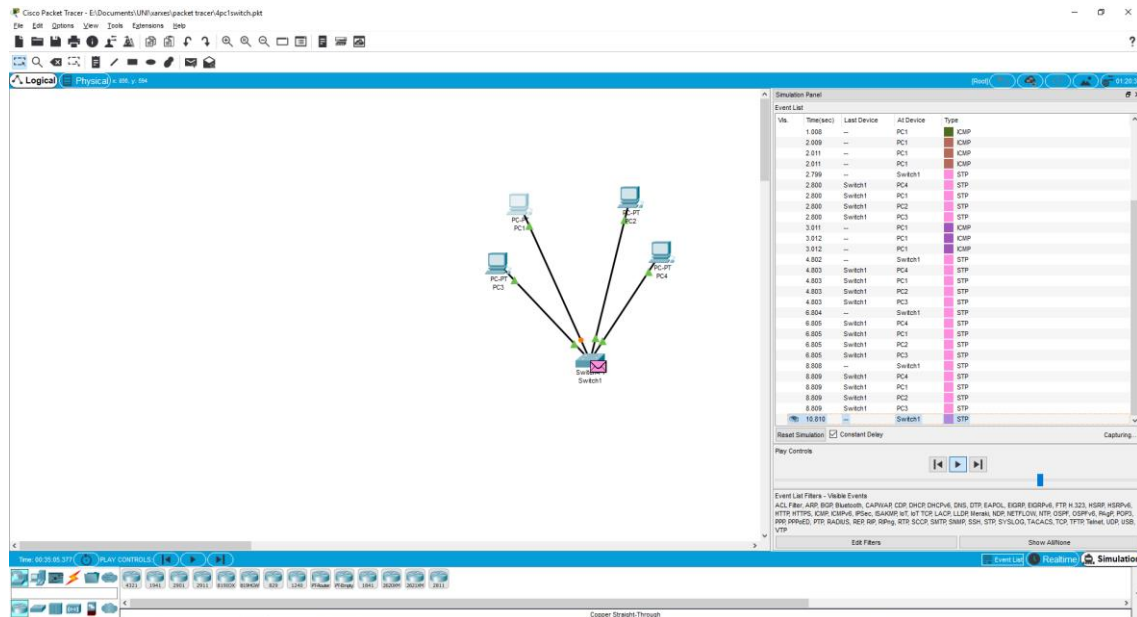 Cisco Packet Tracer - E:\Documents\UNI\xarxes\packet tracer\4pc1switch.pkt
File Edit Options View Tools Extensions Help
?
Logical Physical x: 655, y: 594 [Root] 01:20:3
Simulation Panel
Event List
Vis. Time(sec) Last Device At Device Type
1.008 -- PC1 ICMP
2.009 -- PC1 ICMP
2.011 -- PC1 ICMP
2.011 -- PC1 ICMP
2.799 -- Switch1 STP
2.800 Switch1 PC4 STP
2.800 Switch1 PC1 STP
2.800 Switch1 PC2 STP
2.800 Switch1 PC3 STP
3.011 -- PC1 ICMP
3.012 -- PC1 ICMP
3.012 -- PC1 ICMP
4.802 -- Switch1 STP
4.803 Switch1 PC4 STP
4.803 Switch1 PC1 STP
4.803 Switch1 PC2 STP
4.803 Switch1 PC3 STP
6.804 -- Switch1 STP
6.805 Switch1 PC4 STP
6.805 Switch1 PC1 STP
6.805 Switch1 PC2 STP
6.805 Switch1 PC3 STP
8.808 -- Switch1 STP
8.809 Switch1 PC4 STP
8.809 Switch1 PC1 STP
8.809 Switch1 PC2 STP
8.809 Switch1 PC3 STP
10.810 -- Switch1 STP
Reset Simulation Constant Delay Capturing...
Play Controls
Event List Filters - Visible Events
ACL Filter, ARP, BGP, Bluetooth, CAPWAP, CDP, DHCP, DHCPv6, DNS, DTP, EAPOL, EIGRP, EIGRPv6, FTP, H.323, HSRP, HSRPv6,
HTTP, HTTPS, ICMP, ICMPv6, IPSec, ISAKMP, IoT, IoT TCP, LACP, LLDP, Meraki, NDP, NETFLOW, NTP, OSPF, OSPFv6, PAgP, POP3,
PPP, PPPoED, PTP, RADIUS, REP, RIP, RIPng, RTP, SCCP, SMTP, SNMP, SSH, STP, SYSLOG, TACACS, TCP, TFTP, Telnet, UDP, USB,
VTP
Edit Filters Show All/None
PC-PT
PC1
PC-PT
PC2
PC-PT
PC3
PC-PT
PC4
Switch1
Time: 00:35:05.377 PLAY CONTROLS: Event List Realtime Simulation
4321 1941 2901 2911 819IOX 819HGW 829 1240 PT-Router PT-Empty 1841 2620XM 2621XM 2811
Copper Straight-Through